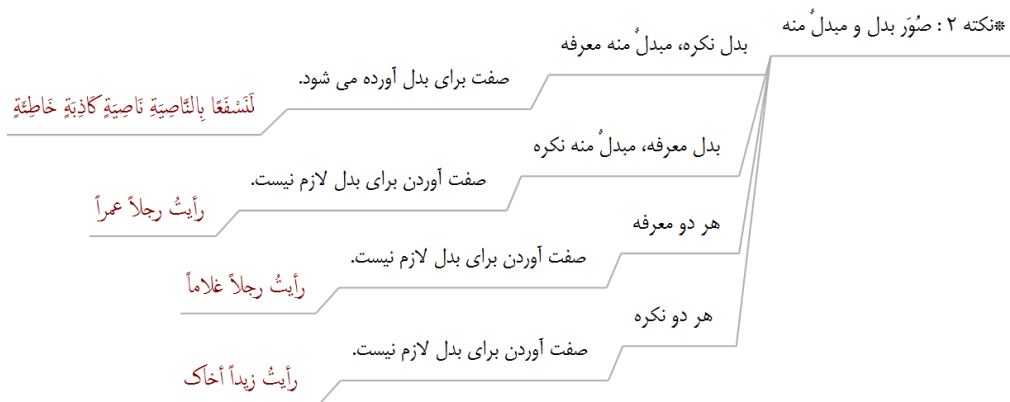 *نکته ۲ : صُوَر بدل و مبدلٌ منه
بدل نکره، مبدلٌ منه معرفه
صفت برای بدل آورده می شود.
لَنَسْفَعًا بِالنَّاصِيَةِ نَاصِيَةٍ كَاذِبَةٍ خَاطِئَةٍ
بدل معرفه، مبدلٌ منه نکره
صفت آوردن برای بدل لازم نیست.
رأيتُ رجلاً عمراً
هر دو معرفه
صفت آوردن برای بدل لازم نیست.
رأيتُ رجلاً غلاماً
هر دو نکره
صفت آوردن برای بدل لازم نیست.
رأيتُ زيداً أخاک